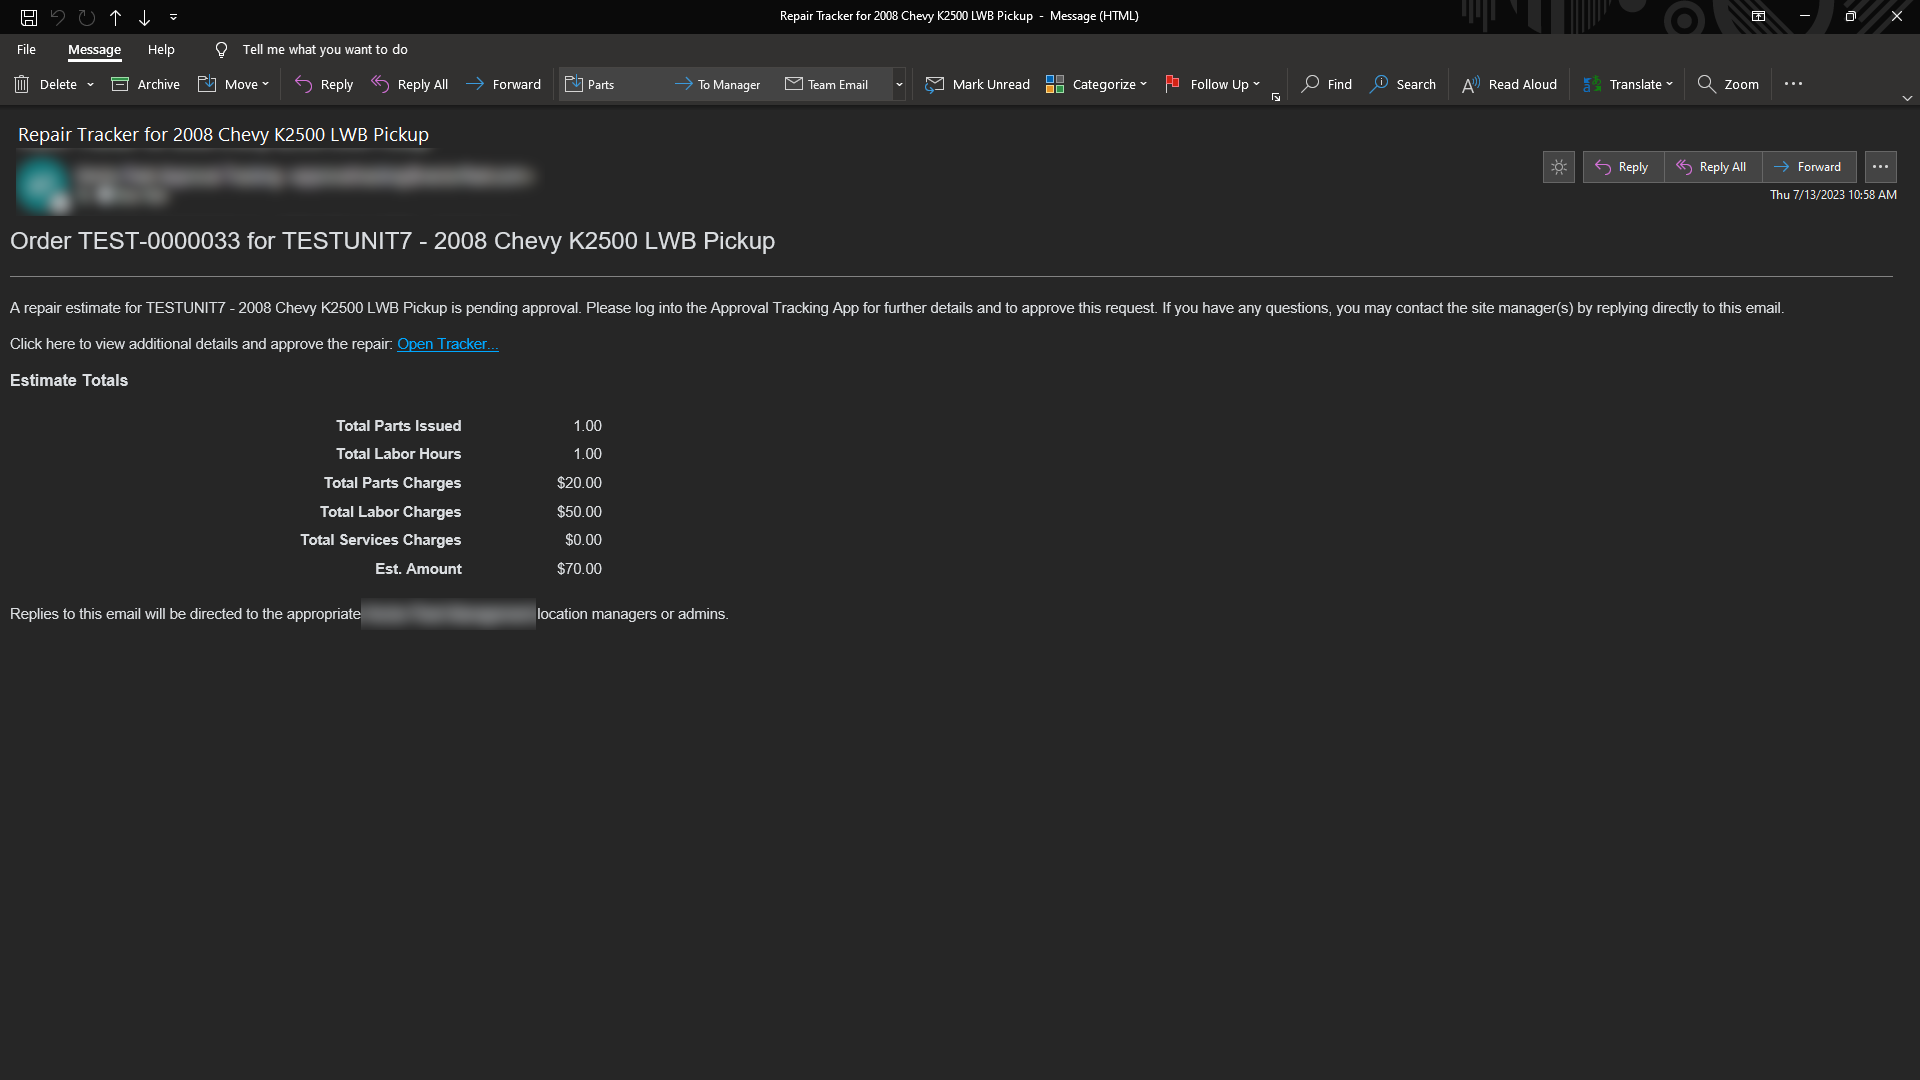 Repair Tracker for 2008 Chevy K2500 LWB Pickup - Message (HTML)
File Message Help Tell me what you want to do
Delete Archive Move Reply Reply All Forward Parts To Manager Team Email Mark Unread Categorize Follow Up Find Search Read Aloud Translate Zoom
Repair Tracker for 2008 Chevy K2500 LWB Pickup
Reply Reply All Forward
Thu 7/13/2023 10:58 AM
Order TEST-0000033 for TESTUNIT7 - 2008 Chevy K2500 LWB Pickup
A repair estimate for TESTUNIT7 - 2008 Chevy K2500 LWB Pickup is pending approval. Please log into the Approval Tracking App for further details and to approve this request. If you have any questions, you may contact the site manager(s) by replying directly to this email.
Click here to view additional details and approve the repair: Open Tracker...
Estimate Totals
Total Parts Issued 1.00
Total Labor Hours 1.00
Total Parts Charges $20.00
Total Labor Charges $50.00
Total Services Charges $0.00
Est. Amount $70.00
Replies to this email will be directed to the appropriate location managers or admins.